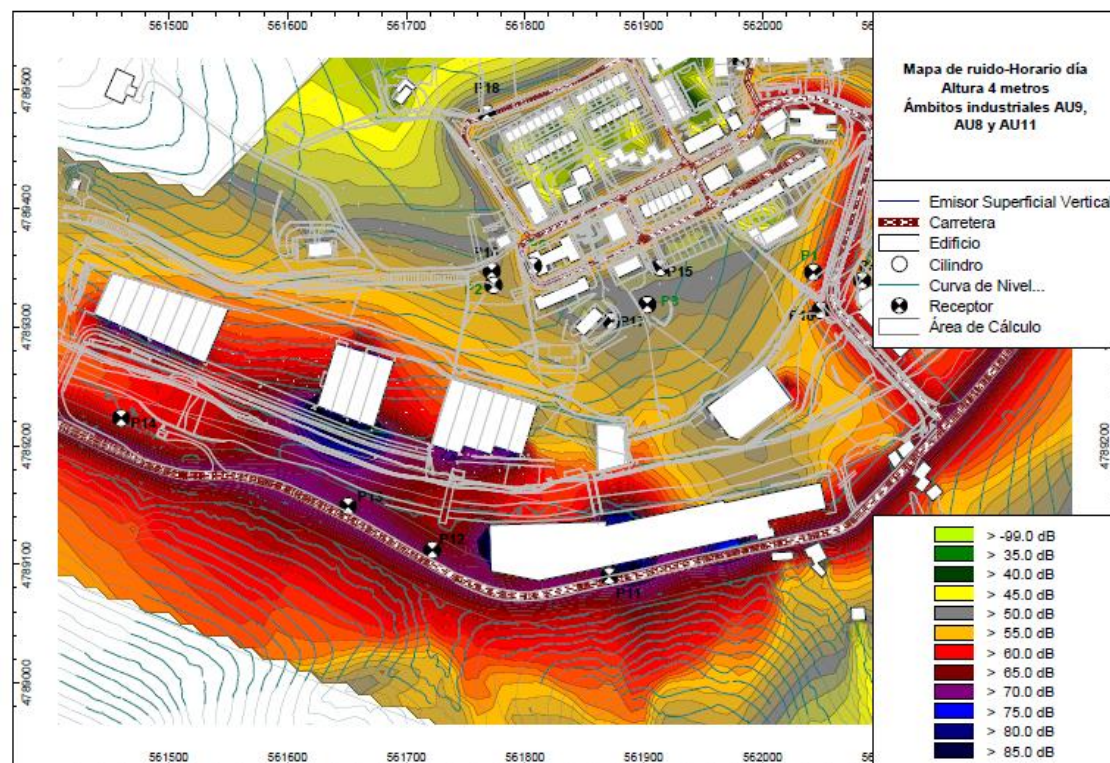 561500 561600 561700 561800 561900 562000
Mapa de ruido-Horario día
Altura 4 metros
Ámbitos industriales AU9,
AU8 y AU11
Emisor Superficial Vertical
Carretera
Edificio
Cilindro
Curva de Nivel...
Receptor
Área de Cálculo
4789500
4789400
4789300
4789200
4789100
4789000
4789200
P18
P15
P1
P14
P13
P12
P11
> -99.0 dB
> 35.0 dB
> 40.0 dB
> 45.0 dB
> 50.0 dB
> 55.0 dB
> 60.0 dB
> 65.0 dB
> 70.0 dB
> 75.0 dB
> 80.0 dB
> 85.0 dB
561500 561600 561700 561800 561900 562000